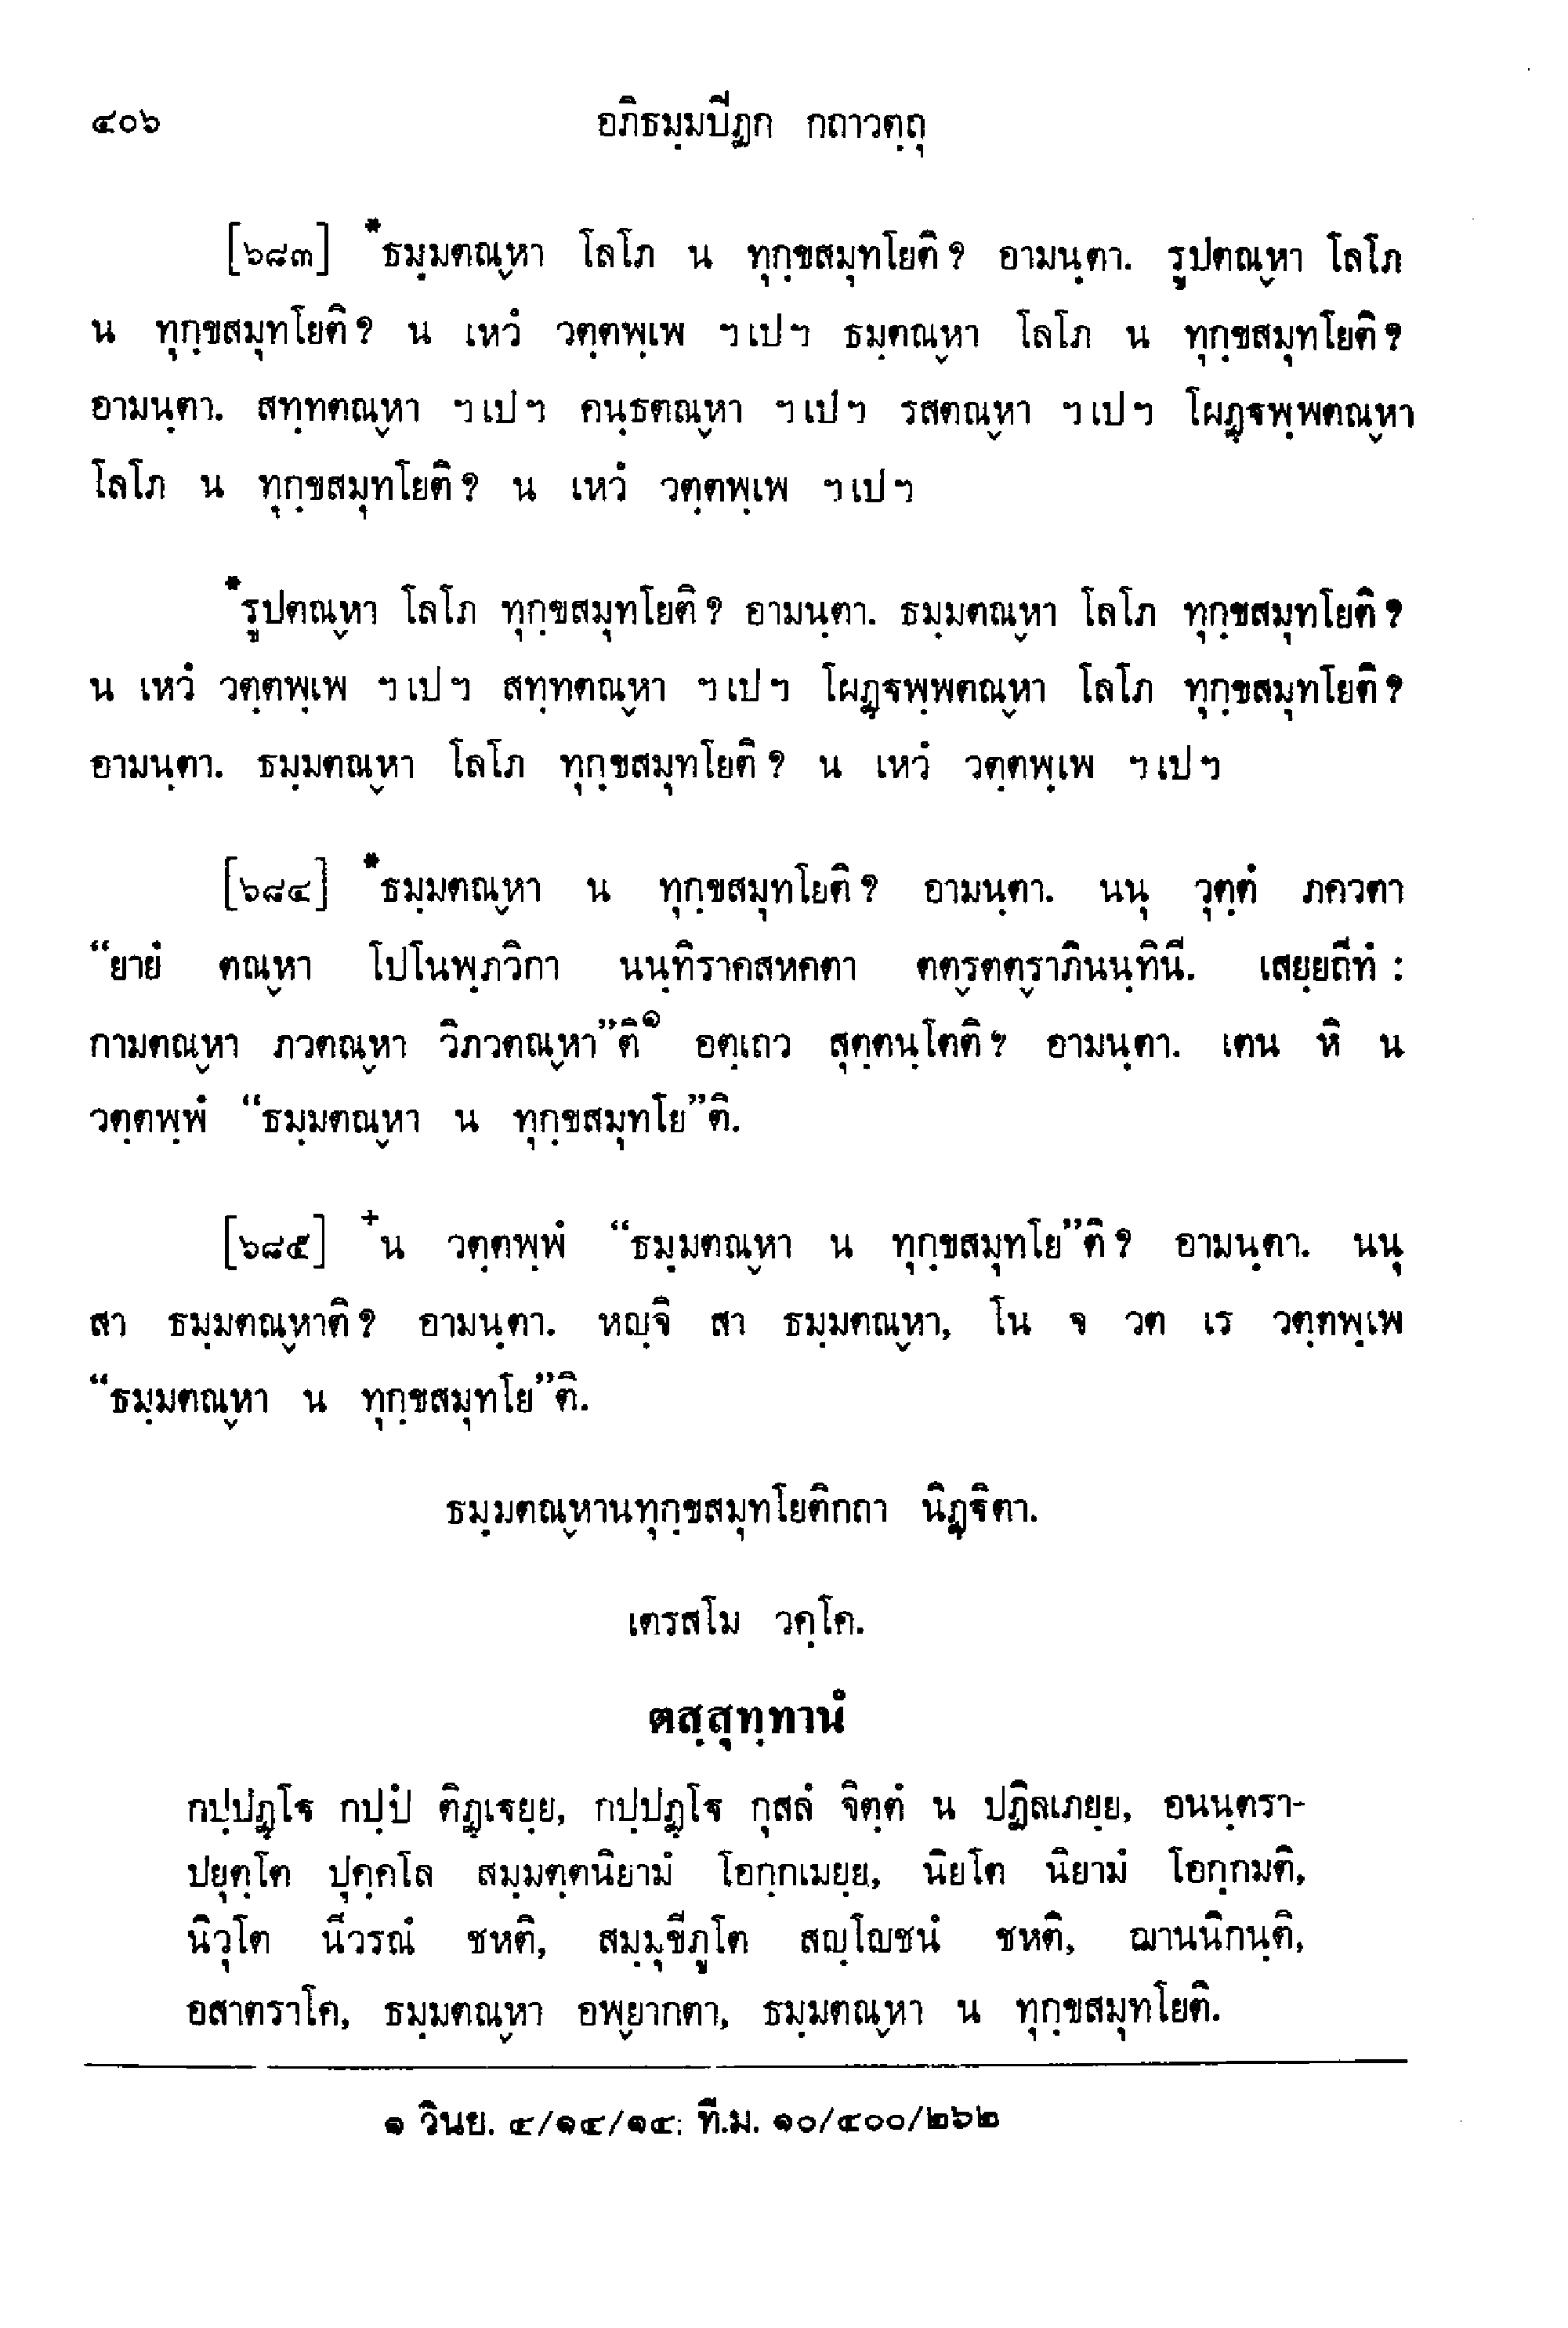 ๔๐๖ อภิธมฺมปิฏก กถาวตฺถุ
[๖๘๓] *ธมฺมตณฺหา โลโภ น ทุกฺขสมุทโยติ? อามนฺตา. รูปตณฺหา โลโภ
น ทุกฺขสมุทโยติ? น เหวํ วตฺตพฺเพ ฯเปฯ ธมฺตณฺหา โลโภ น ทุกฺขสมุทโยติ?
อามนฺตา. สทฺทตณฺหา ฯเปฯ คนฺธตณฺหา ฯเปฯ รสตณฺหา ฯเปฯ โผฏฺฐพฺพตณฺหา
โลโภ น ทุกฺขสมุทโยติ? น เหวํ วตฺตพฺเพ ฯเปฯ
*รูปตณฺหา โลโภ ทุกฺขสมุทโยติ? อามนฺตา. ธมฺมตณฺหา โลโภ ทุกฺขสมุทโยติ?
น เหวํ วตฺตพฺเพ ฯเปฯ สทฺทตณฺหา ฯเปฯ โผฏฺฐพฺพตณฺหา โลโภ ทุกฺขสมุทโยติ?
อามนฺตา. ธมฺมตณฺหา โลโภ ทุกฺขสมุทโยติ? น เหวํ วตฺตพฺเพ ฯเปฯ
[๖๘๔] *ธมฺมตณฺหา น ทุกฺขสมุทโยติ? อามนฺตา. นนุ วุตฺตํ ภควตา
“ยายํ ตณฺหา โปโนพฺภวิกา นนฺทิราคสหคตา ตตฺรตตฺราภินนฺทินี. เสยฺยถีทํ :
กามตณฺหา ภวตณฺหา วิภวตณฺหา”ติ๑ อตฺเถว สุตฺตนฺโตติ? อามนฺตา. เตน หิ น
วตฺตพฺพํ “ธมฺมตณฺหา น ทุกฺขสมุทโย”ติ.
[๖๘๕] +น วตฺตพฺพํ “ธมฺมตณฺหา น ทุกฺขสมุทโย”ติ? อามนฺตา. นนุ
สา ธมฺมตณฺหาติ? อามนฺตา. หญฺจิ สา ธมฺมตณฺหา, โน จ วต เร วตฺตพฺเพ
“ธมฺมตณฺหา น ทุกฺขสมุทโย”ติ.
ธมฺมตณฺหานทุกฺขสมุทโยติกถา นิฏฺฐิตา.
เตรสโม วคฺโค.
ตสฺสุทฺทานํ
กปฺปฏฺโฐ กปฺปํ ติฏฺเฐยฺย, กปฺปฏฺโฐ กุสลํ จิตฺตํ น ปฏิลเภยฺย, อนนฺตรา-
ปยุตฺโต ปุคฺคโล สมฺมตฺตนิยามํ โอกฺกเมยฺย, นิยโต นิยามํ โอกฺกมติ,
นิวุโต นีวรณํ ชหติ, สมฺมุขีภูโต สญฺโญชนํ ชหติ, ฌานนิกนฺติ,
อสาตราโค, ธมฺมตณฺหา อพฺยากตา, ธมฺมตณฺหา น ทุกฺขสมุทโยติ.
๑ วินย. ๔/๑๔/๑๔; ที.ม. ๑๐/๔๐๐/๒๖๒